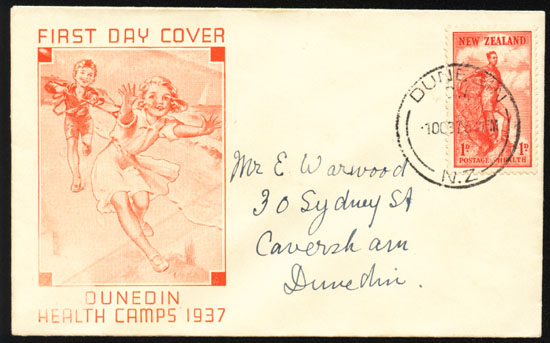 FIRST DAY COVER
NEW ZEALAND
DUNEDIN
N.Z
1D
1D
POSTAGE HEALTH
Mr E. Warwood
30 Sydney St
Caversham
Dunedin.
DUNEDIN
HEALTH CAMPS 1937